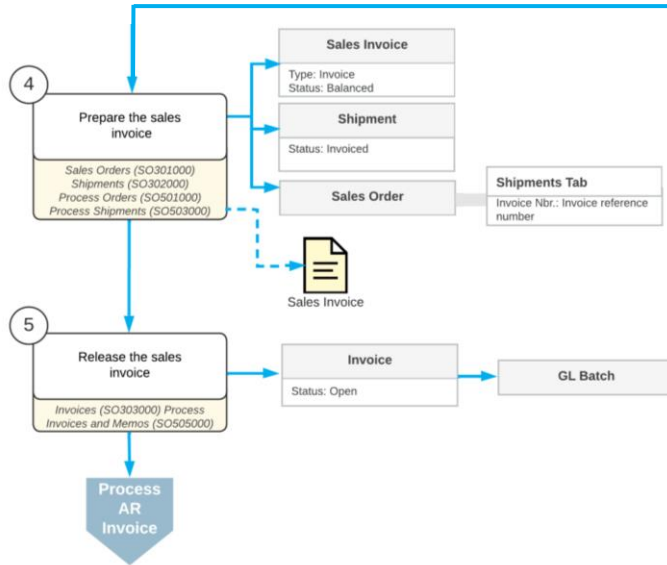 4
Prepare the sales
invoice
Sales Orders (SO301000)
Shipments (SO302000)
Process Orders (SO501000)
Process Shipments (SO503000)
Sales Invoice
Type: Invoice
Status: Balanced
Shipment
Status: Invoiced
Sales Order
Shipments Tab
Invoice Nbr.: Invoice reference
number
Sales Invoice
5
Release the sales
invoice
Invoices (SO303000) Process
Invoices and Memos (SO505000)
Invoice
Status: Open
GL Batch
Process
AR
Invoice